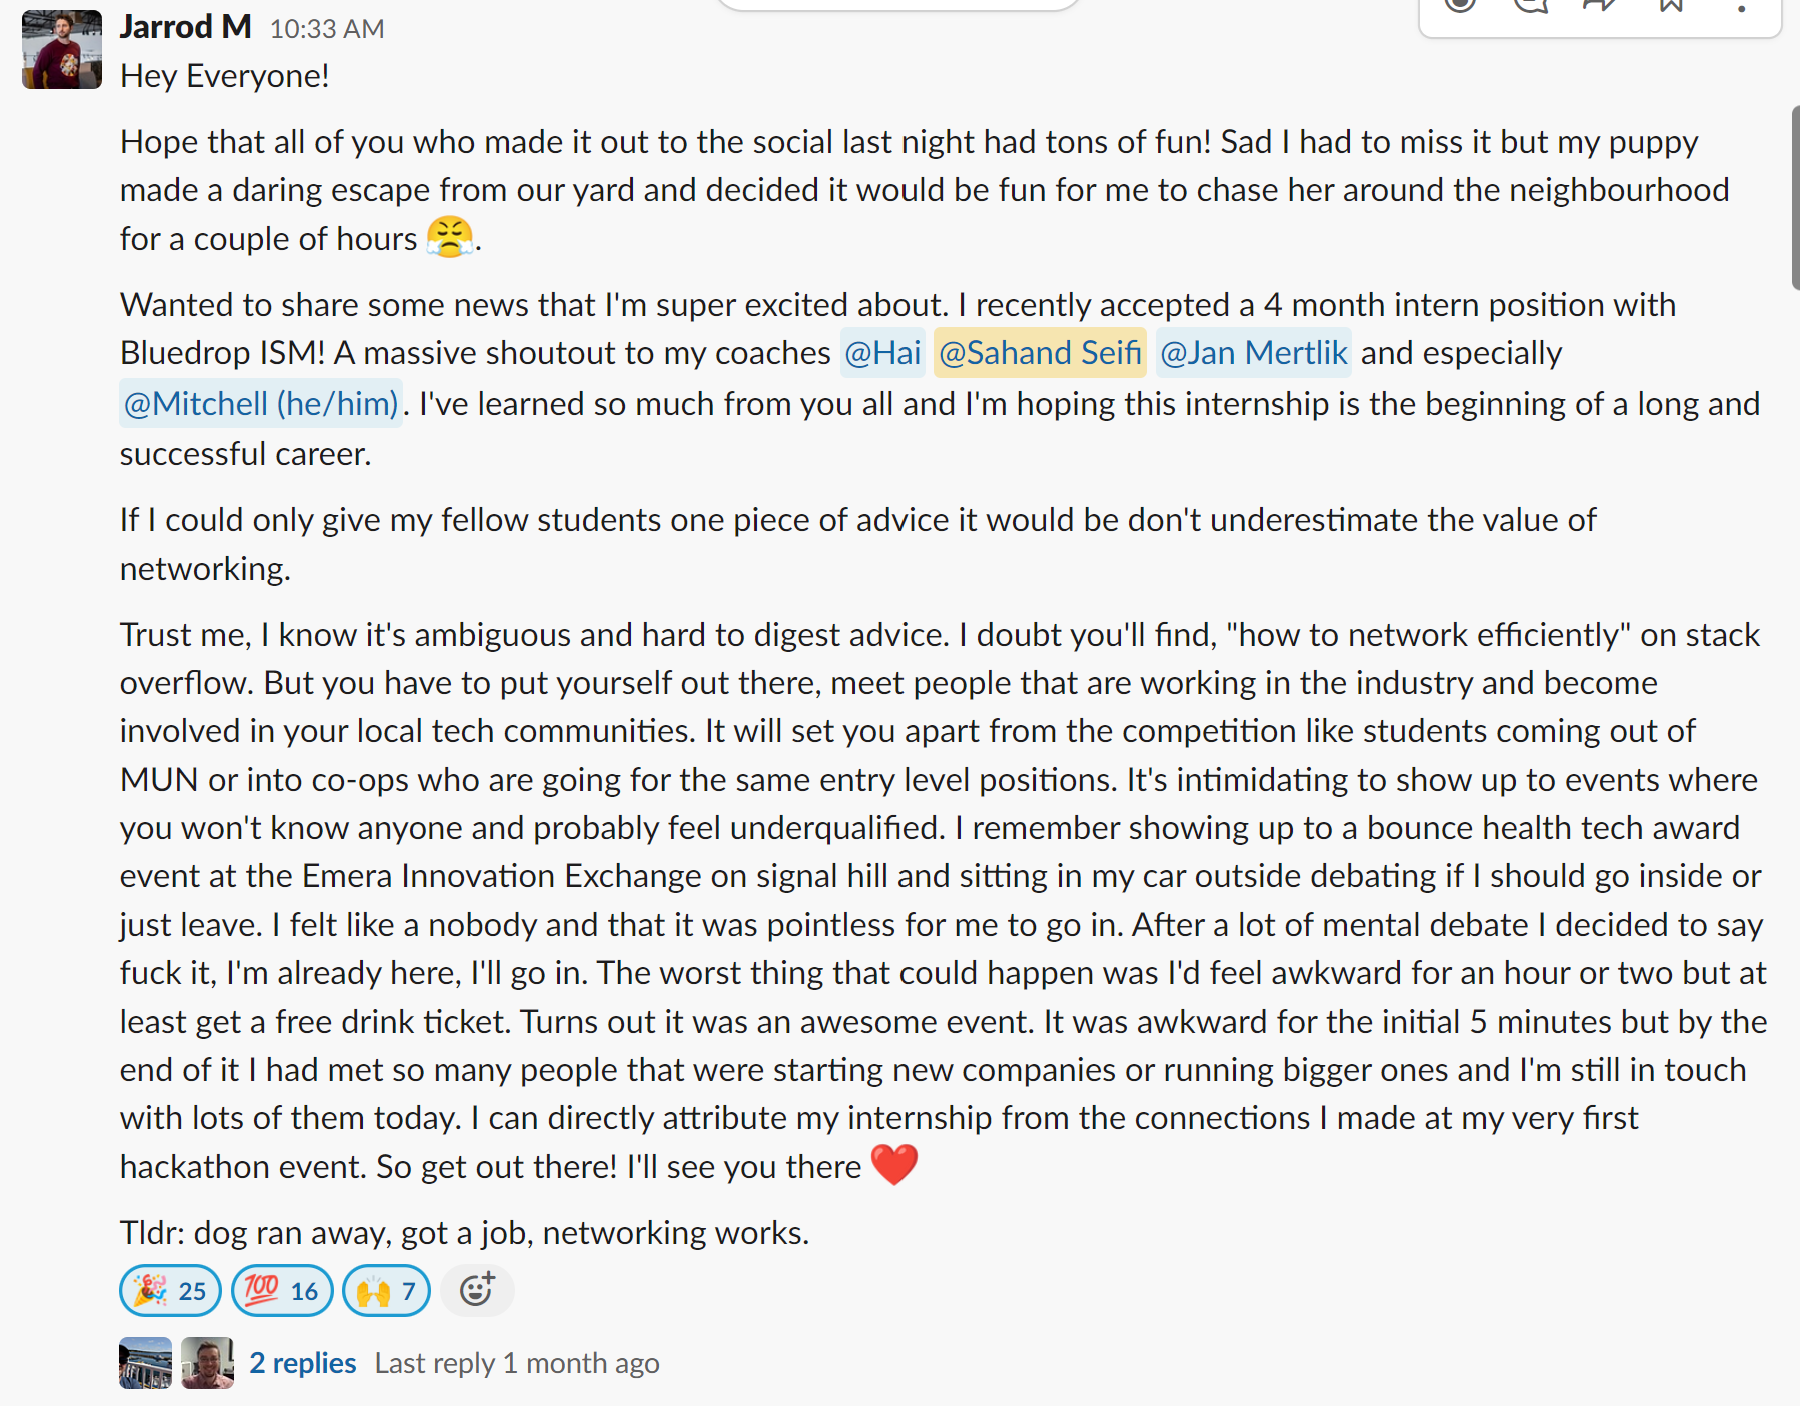 Jarrod M 10:33 AM
Hey Everyone!
Hope that all of you who made it out to the social last night had tons of fun! Sad I had to miss it but my puppy
made a daring escape from our yard and decided it would be fun for me to chase her around the neighbourhood
for a couple of hours 😤.
Wanted to share some news that I'm super excited about. I recently accepted a 4 month intern position with
Bluedrop ISM! A massive shoutout to my coaches @Hai @Sahand Seifi @Jan Mertlik and especially
@Mitchell (he/him). I've learned so much from you all and I'm hoping this internship is the beginning of a long and
successful career.
If I could only give my fellow students one piece of advice it would be don't underestimate the value of
networking.
Trust me, I know it's ambiguous and hard to digest advice. I doubt you'll find, "how to network efficiently" on stack
overflow. But you have to put yourself out there, meet people that are working in the industry and become
involved in your local tech communities. It will set you apart from the competition like students coming out of
MUN or into co-ops who are going for the same entry level positions. It's intimidating to show up to events where
you won't know anyone and probably feel underqualified. I remember showing up to a bounce health tech award
event at the Emera Innovation Exchange on signal hill and sitting in my car outside debating if I should go inside or
just leave. I felt like a nobody and that it was pointless for me to go in. After a lot of mental debate I decided to say
fuck it, I'm already here, I'll go in. The worst thing that could happen was I'd feel awkward for an hour or two but at
least get a free drink ticket. Turns out it was an awesome event. It was awkward for the initial 5 minutes but by the
end of it I had met so many people that were starting new companies or running bigger ones and I'm still in touch
with lots of them today. I can directly attribute my internship from the connections I made at my very first
hackathon event. So get out there! I'll see you there ❤️
Tldr: dog ran away, got a job, networking works.
🎉 25 💯 16 🙌 7
2 replies Last reply 1 month ago